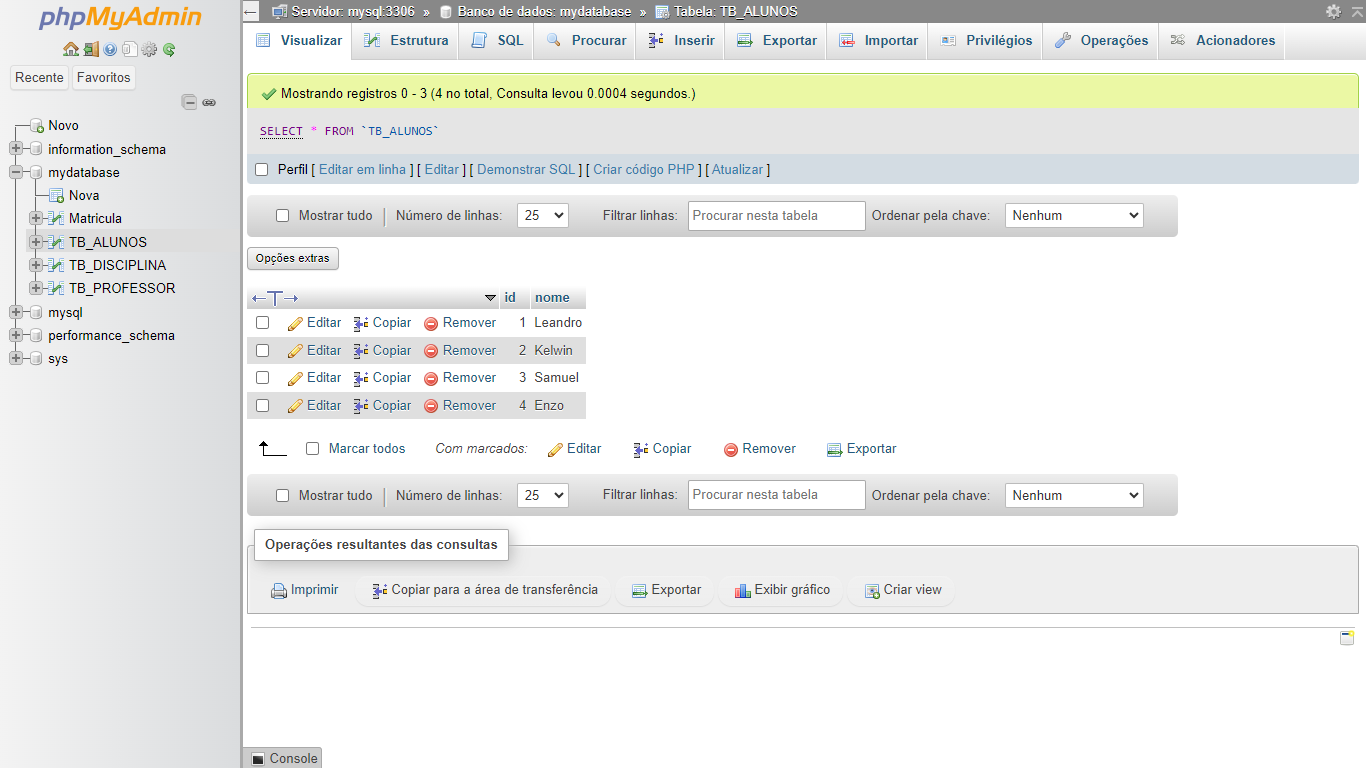 phpMyAdmin
Recente Favoritos
Novo
information_schema
mydatabase
Nova
Matricula
TB_ALUNOS
TB_DISCIPLINA
TB_PROFESSOR
mysql
performance_schema
sys
Servidor: mysql:3306 » Banco de dados: mydatabase » Tabela: TB_ALUNOS
Visualizar Estrutura SQL Procurar Inserir Exportar Importar Privilégios Operações Acionadores
Mostrando registros 0 - 3 (4 no total, Consulta levou 0.0004 segundos.)
SELECT * FROM `TB_ALUNOS`
Perfil [ Editar em linha ] [ Editar ] [ Demonstrar SQL ] [ Criar código PHP ] [ Atualizar ]
Mostrar tudo Número de linhas: 25 Filtrar linhas: Procurar nesta tabela Ordenar pela chave: Nenhum
Opções extras
id nome
Editar Copiar Remover 1 Leandro
Editar Copiar Remover 2 Kelwin
Editar Copiar Remover 3 Samuel
Editar Copiar Remover 4 Enzo
Marcar todos Com marcados: Editar Copiar Remover Exportar
Mostrar tudo Número de linhas: 25 Filtrar linhas: Procurar nesta tabela Ordenar pela chave: Nenhum
Operações resultantes das consultas
Imprimir Copiar para a área de transferência Exportar Exibir gráfico Criar view
Console